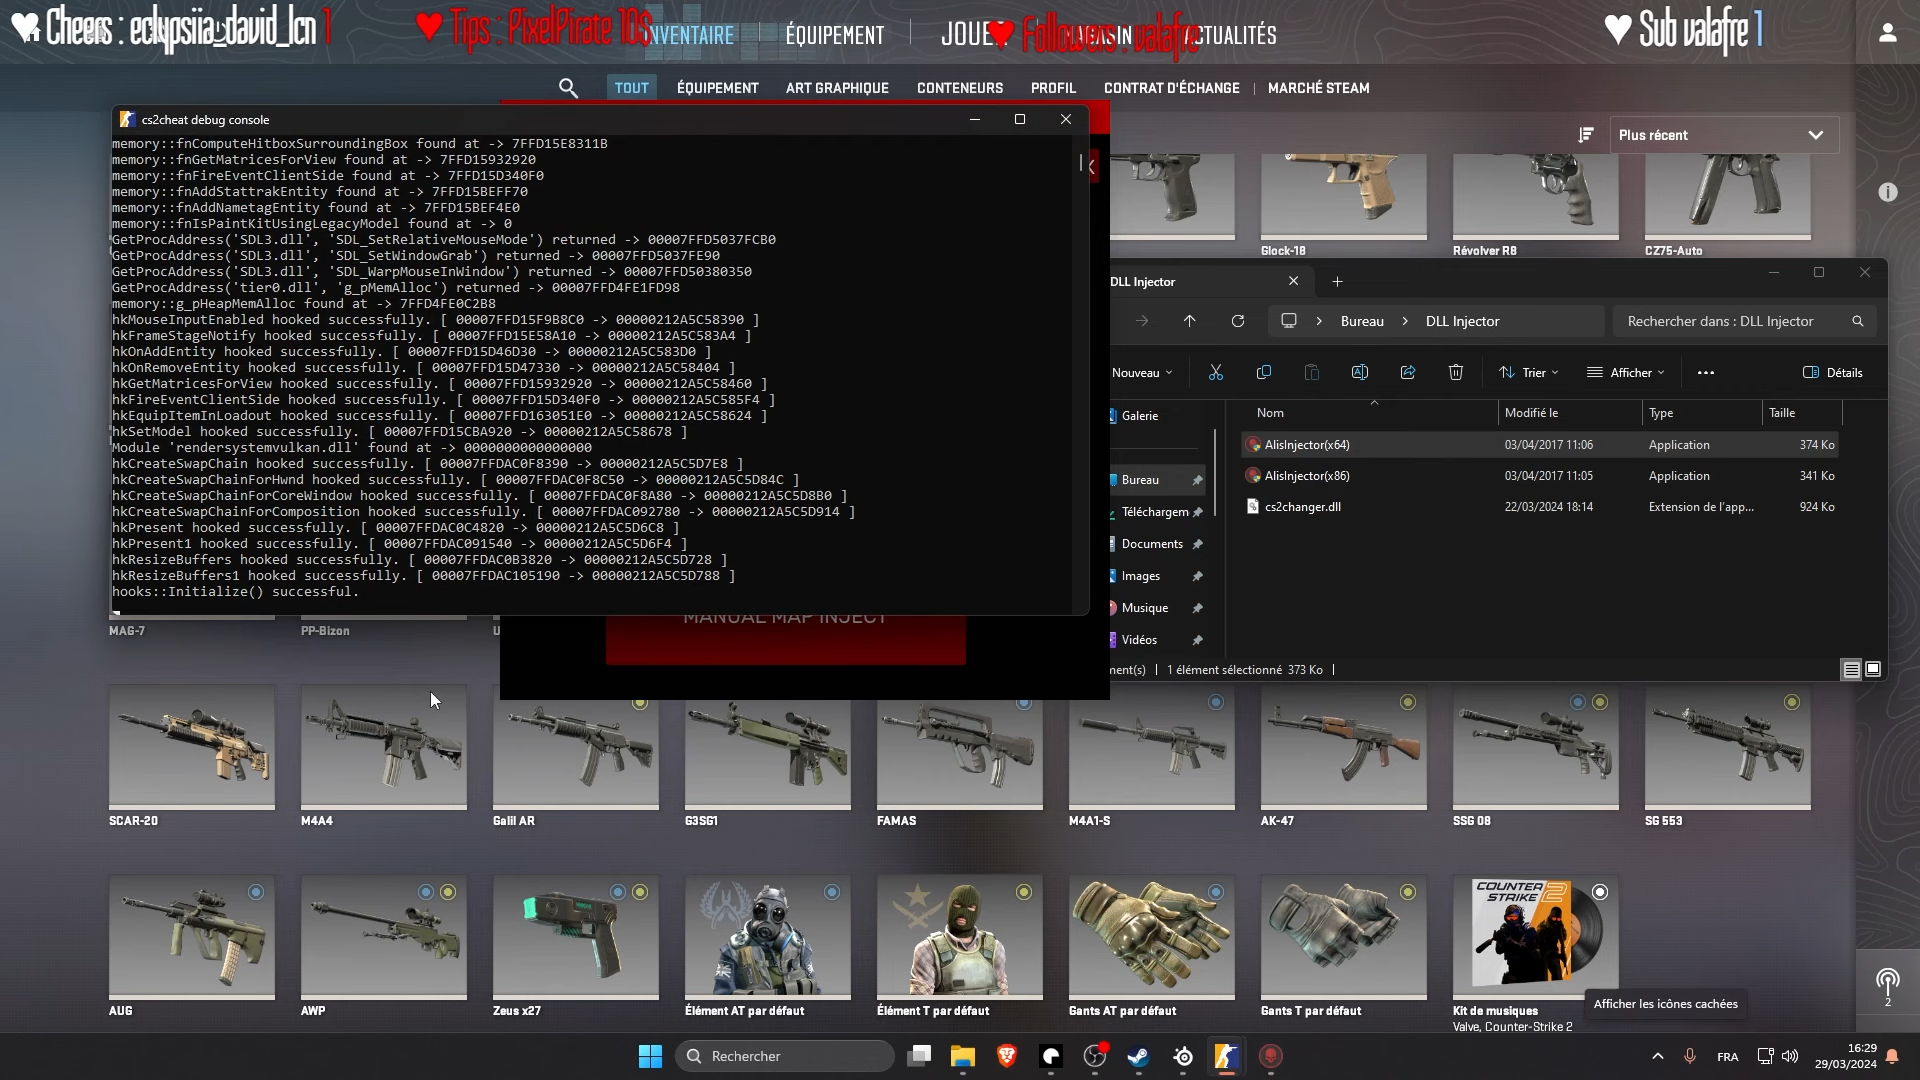 Cheers : eclypsiia_david_lcn 1
Tips : PixelPirate 10$
Followers : valafre
Sub valafre 1
INVENTAIRE
ÉQUIPEMENT
TOUT
ÉQUIPEMENT
ART GRAPHIQUE
CONTENEURS
PROFIL
CONTRAT D'ÉCHANGE
MARCHÉ STEAM
Plus récent
cs2cheat debug console
memory::fnComputeHitboxSurroundingBox found at -> 7FFD15E8311B
memory::fnGetMatricesForView found at -> 7FFD15932920
memory::fnFireEventClientSide found at -> 7FFD15D340F0
memory::fnAddStattrakEntity found at -> 7FFD15BEFF70
memory::fnAddNametagEntity found at -> 7FFD15BEF4E0
memory::fnIsPaintKitUsingLegacyModel found at -> 0
GetProcAddress('SDL3.dll', 'SDL_SetRelativeMouseMode') returned -> 00007FFD5037FCB0
GetProcAddress('SDL3.dll', 'SDL_SetWindowGrab') returned -> 00007FFD5037FE90
GetProcAddress('SDL3.dll', 'SDL_WarpMouseInWindow') returned -> 00007FFD50380350
GetProcAddress('tier0.dll', 'g_pMemAlloc') returned -> 00007FFD4FE1FD98
memory::g_pHeapMemAlloc found at -> 7FFD4FE0C2B8
hkMouseInputEnabled hooked successfully. [ 00007FFD15F9B8C0 -> 00000212A5C58390 ]
hkFrameStageNotify hooked successfully. [ 00007FFD15E58A10 -> 00000212A5C583A4 ]
hkOnAddEntity hooked successfully. [ 00007FFD15D46D30 -> 00000212A5C583D0 ]
hkOnRemoveEntity hooked successfully. [ 00007FFD15D47330 -> 00000212A5C58404 ]
hkGetMatricesForView hooked successfully. [ 00007FFD15932920 -> 00000212A5C58460 ]
hkFireEventClientSide hooked successfully. [ 00007FFD15D340F0 -> 00000212A5C585F4 ]
hkEquipItemInLoadout hooked successfully. [ 00007FFD163051E0 -> 00000212A5C58624 ]
hkSetModel hooked successfully. [ 00007FFD15CBA920 -> 00000212A5C58678 ]
Module 'rendersystemvulkan.dll' found at -> 0000000000000000
hkCreateSwapChain hooked successfully. [ 00007FFDAC0F8390 -> 00000212A5C5D7E8 ]
hkCreateSwapChainForHwnd hooked successfully. [ 00007FFDAC0F8C50 -> 00000212A5C5D84C ]
hkCreateSwapChainForCoreWindow hooked successfully. [ 00007FFDAC0F8A80 -> 00000212A5C5D8B0 ]
hkCreateSwapChainForComposition hooked successfully. [ 00007FFDAC092780 -> 00000212A5C5D914 ]
hkPresent hooked successfully. [ 00007FFDAC0C4820 -> 00000212A5C5D6C8 ]
hkPresent1 hooked successfully. [ 00007FFDAC091540 -> 00000212A5C5D6F4 ]
hkResizeBuffers hooked successfully. [ 00007FFDAC0B3820 -> 00000212A5C5D728 ]
hkResizeBuffers1 hooked successfully. [ 00007FFDAC105190 -> 00000212A5C5D788 ]
hooks::Initialize() successful.
MANUAL MAP INJECT
Glock-18
Révolver R8
CZ75-Auto
DLL Injector
Bureau
DLL Injector
Rechercher dans : DLL Injector
Nouveau
Trier
Afficher
Détails
Galerie
Bureau
Téléchargem
Documents
Images
Musique
Vidéos
Nom
Modifié le
Type
Taille
AlisInjector(x64)
03/04/2017 11:06
Application
374 Ko
AlisInjector(x86)
03/04/2017 11:05
Application
341 Ko
cs2changer.dll
22/03/2024 18:14
Extension de l'app...
924 Ko
1 élément sélectionné 373 Ko
MAG-7
PP-Bizon
SCAR-20
M4A4
Galil AR
G3SG1
FAMAS
M4A1-S
AK-47
SSG 08
SG 553
COUNTER
STRIKE 2
AUG
AWP
Zeus x27
Élément AT par défaut
Élément T par défaut
Gants AT par défaut
Gants T par défaut
Kit de musiques
Valve, Counter-Strike 2
Afficher les icônes cachées
2
Rechercher
FRA
16:29
29/03/2024